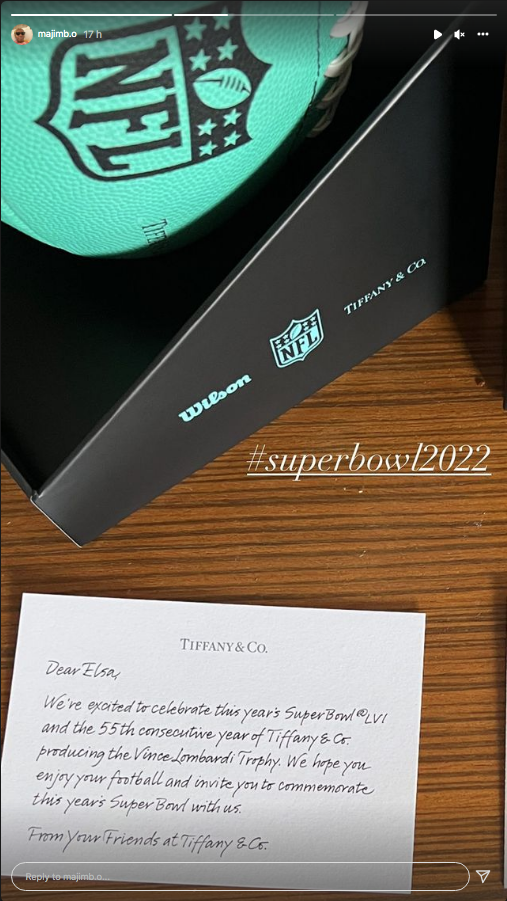 majimb.o 17 h
NFL
Wilson
NFL
TIFFANY & CO.
#superbowl2022
TIFFANY & CO.
Dear Elsa,
We're excited to celebrate this year's Super Bowl® LVI
and the 55th consecutive year of Tiffany & Co.
producing the Vince Lombardi Trophy. We hope you
enjoy your football and invite you to commemorate
this year's Super Bowl with us.
From Your Friends at Tiffany & Co.
Reply to majimb.o...